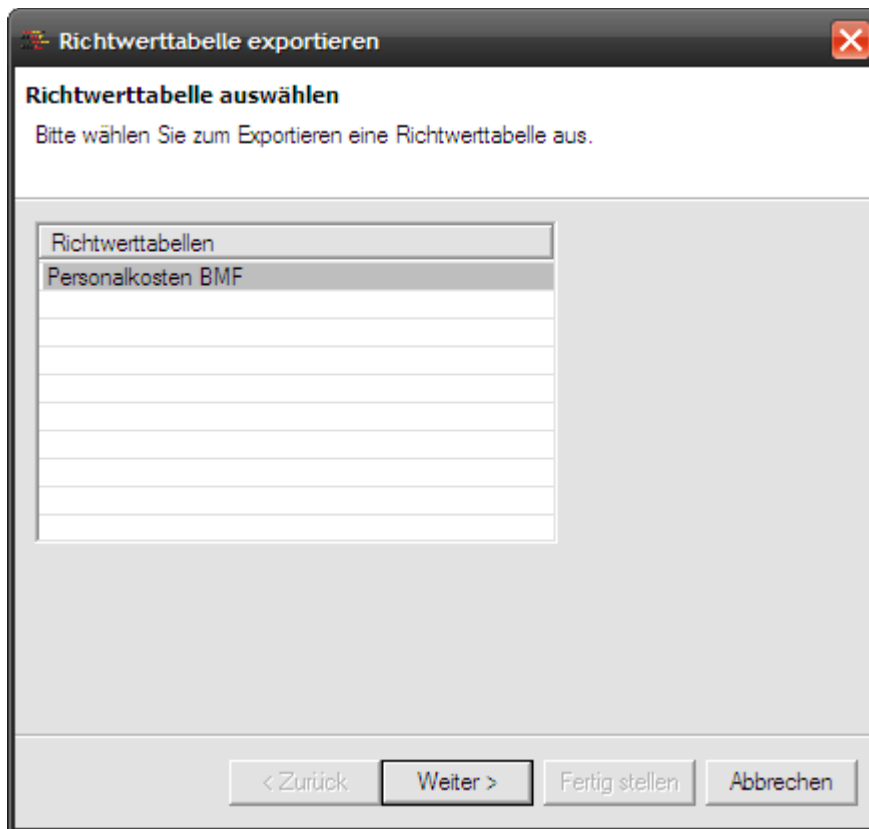 Richtwerttabelle exportieren
Richtwerttabelle auswählen
Bitte wählen Sie zum Exportieren eine Richtwerttabelle aus.
Richtwerttabellen
Personalkosten BMF
< Zurück Weiter > Fertig stellen Abbrechen